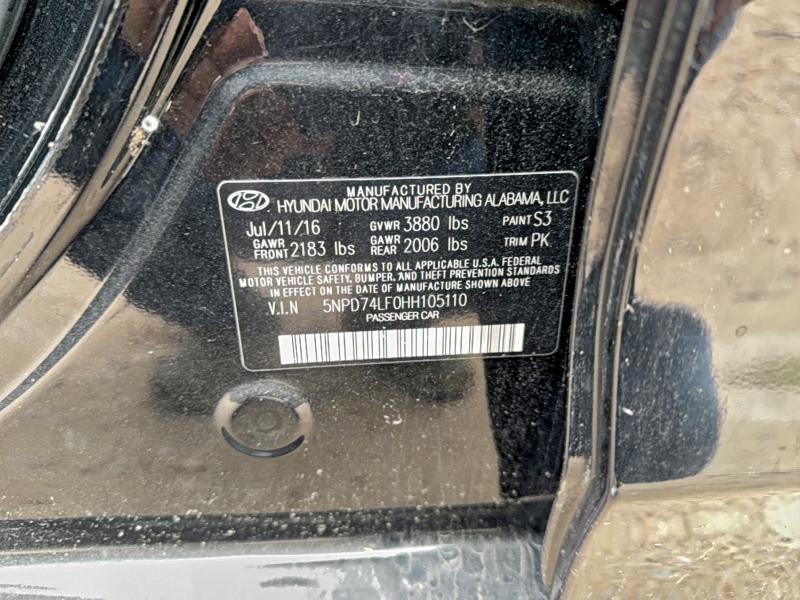 MANUFACTURED BY
HYUNDAI MOTOR MANUFACTURING ALABAMA, LLC
Jul/11/16 GVWR 3880 lbs PAINT S3
GAWR FRONT 2183 lbs GAWR REAR 2006 lbs TRIM PK
THIS VEHICLE CONFORMS TO ALL APPLICABLE U.S.A. FEDERAL
MOTOR VEHICLE SAFETY, BUMPER, AND THEFT PREVENTION STANDARDS
IN EFFECT ON THE DATE OF MANUFACTURE SHOWN ABOVE
V.I.N 5NPD74LF0HH105110
PASSENGER CAR